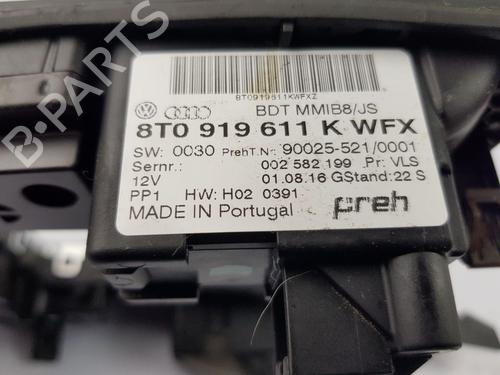 B-PARTS
8T0919611KWFXZ
BDT MMIB8/JS
8T0 919 611 K WFX
SW: 0030 PrehT.Nr. 90025-521/0001
Sernr.: 002 582 199 Pr: VLS
12V 01.08.16 GStand: 22 S
PP1 HW: H02 0391
MADE IN Portugal preh